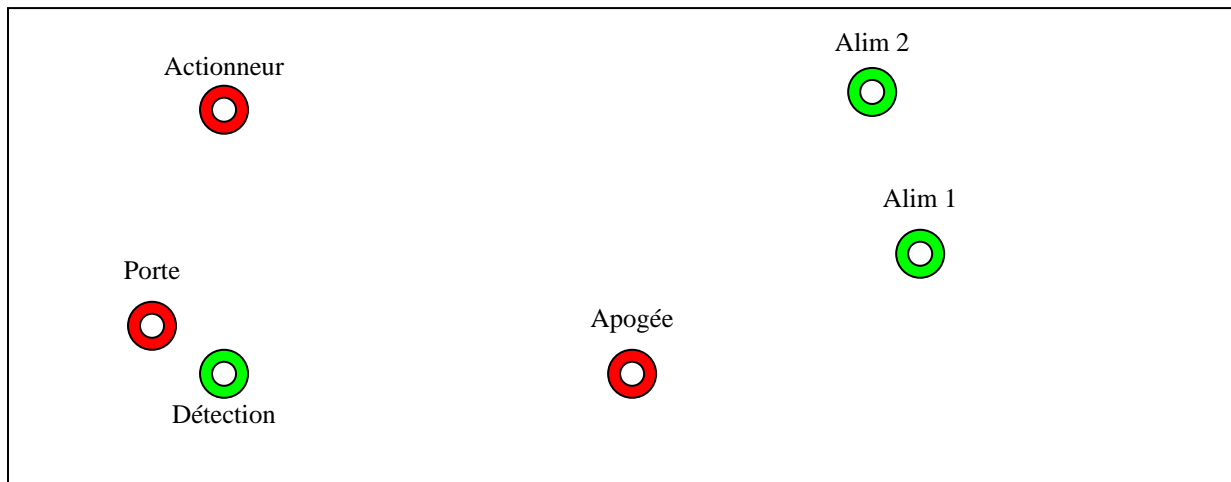 Alim 2
Actionneur
Alim 1
Porte
Apogée
Détection